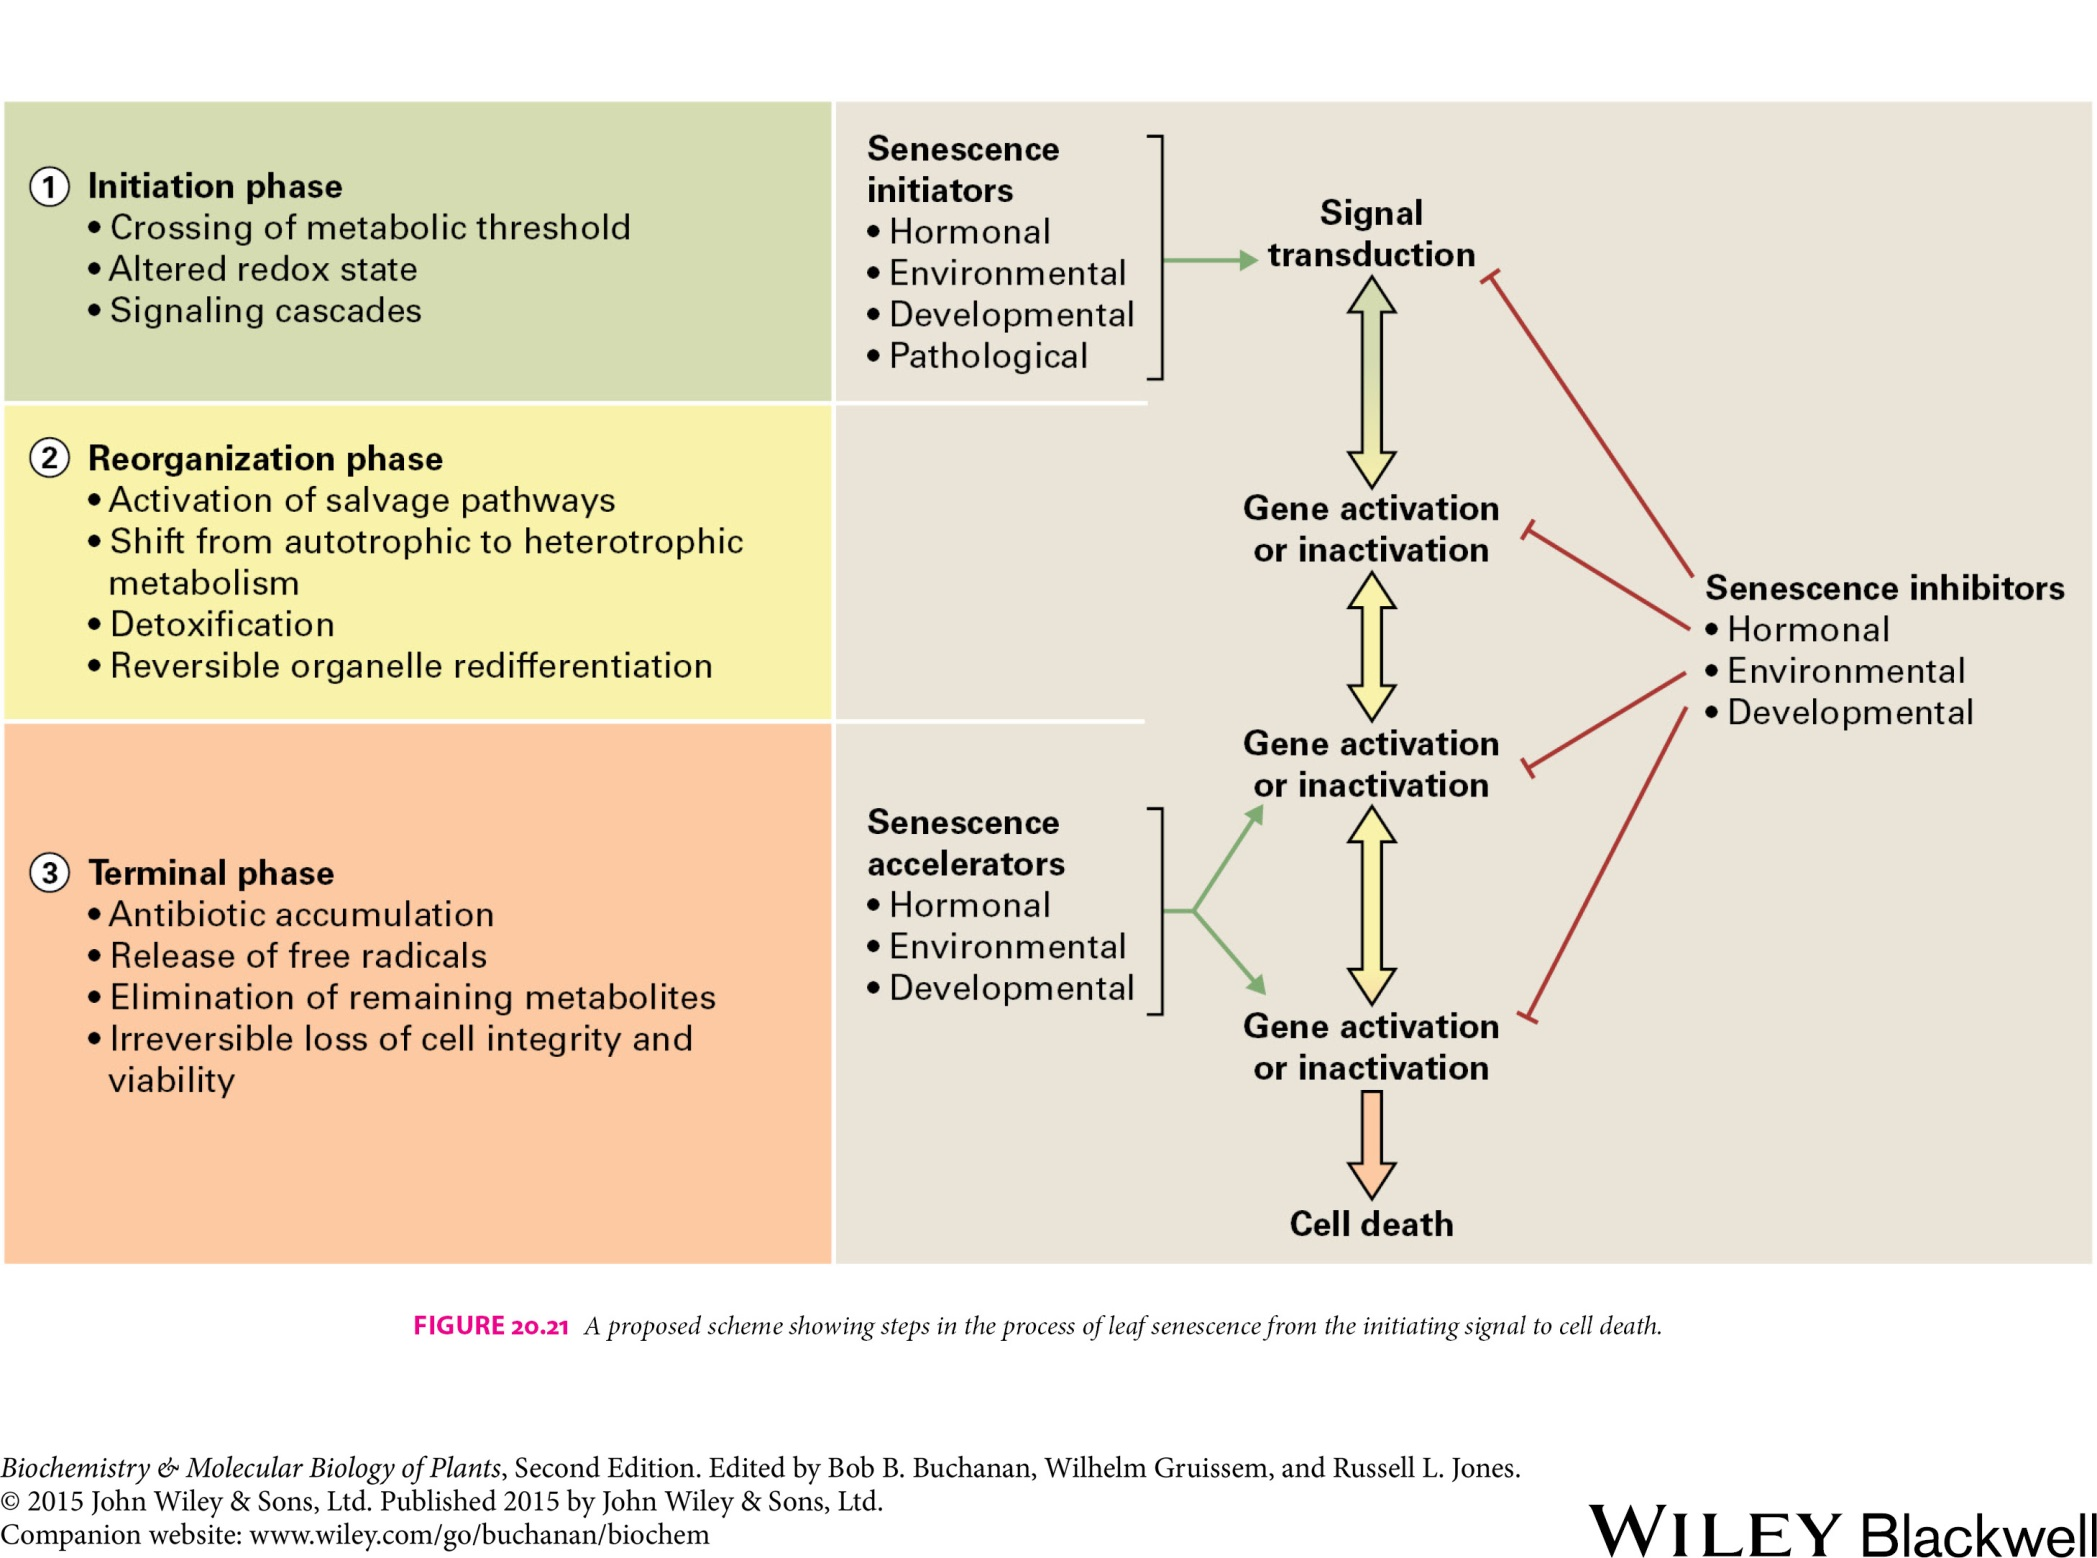 1 Initiation phase
• Crossing of metabolic threshold
• Altered redox state
• Signaling cascades
2 Reorganization phase
• Activation of salvage pathways
• Shift from autotrophic to heterotrophic
metabolism
• Detoxification
• Reversible organelle redifferentiation
3 Terminal phase
• Antibiotic accumulation
• Release of free radicals
• Elimination of remaining metabolites
• Irreversible loss of cell integrity and
viability
Senescence
initiators
• Hormonal
• Environmental
• Developmental
• Pathological
Senescence
accelerators
• Hormonal
• Environmental
• Developmental
Signal
transduction
Gene activation
or inactivation
Gene activation
or inactivation
Gene activation
or inactivation
Cell death
Senescence inhibitors
• Hormonal
• Environmental
• Developmental
FIGURE 20.21 A proposed scheme showing steps in the process of leaf senescence from the initiating signal to cell death.
Biochemistry & Molecular Biology of Plants, Second Edition. Edited by Bob B. Buchanan, Wilhelm Gruissem, and Russell L. Jones.
© 2015 John Wiley & Sons, Ltd. Published 2015 by John Wiley & Sons, Ltd.
Companion website: www.wiley.com/go/buchanan/biochem
WILEY Blackwell